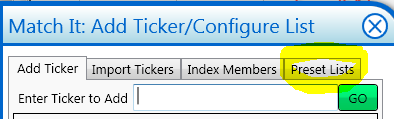 Match It: Add Ticker/Configure List
Add Ticker Import Tickers Index Members Preset Lists
Enter Ticker to Add GO